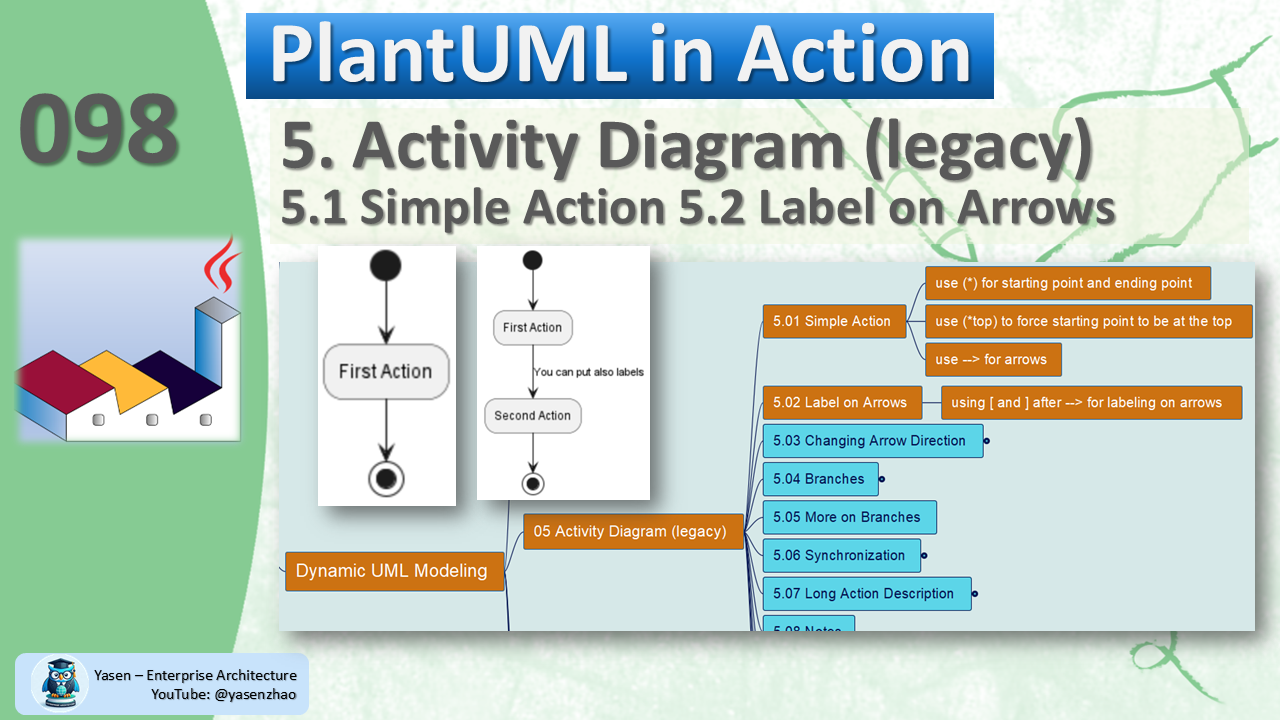 098
PlantUML in Action
5. Activity Diagram (legacy)
5.1 Simple Action 5.2 Label on Arrows
First Action
First Action
You can put also labels
Second Action
Dynamic UML Modeling
05 Activity Diagram (legacy)
5.01 Simple Action
use (*) for starting point and ending point
use (*top) to force starting point to be at the top
use --> for arrows
5.02 Label on Arrows
using [ and ] after --> for labeling on arrows
5.03 Changing Arrow Direction
5.04 Branches
5.05 More on Branches
5.06 Synchronization
5.07 Long Action Description
5.08 Notes
Yasen – Enterprise Architecture
YouTube: @yasenzhao